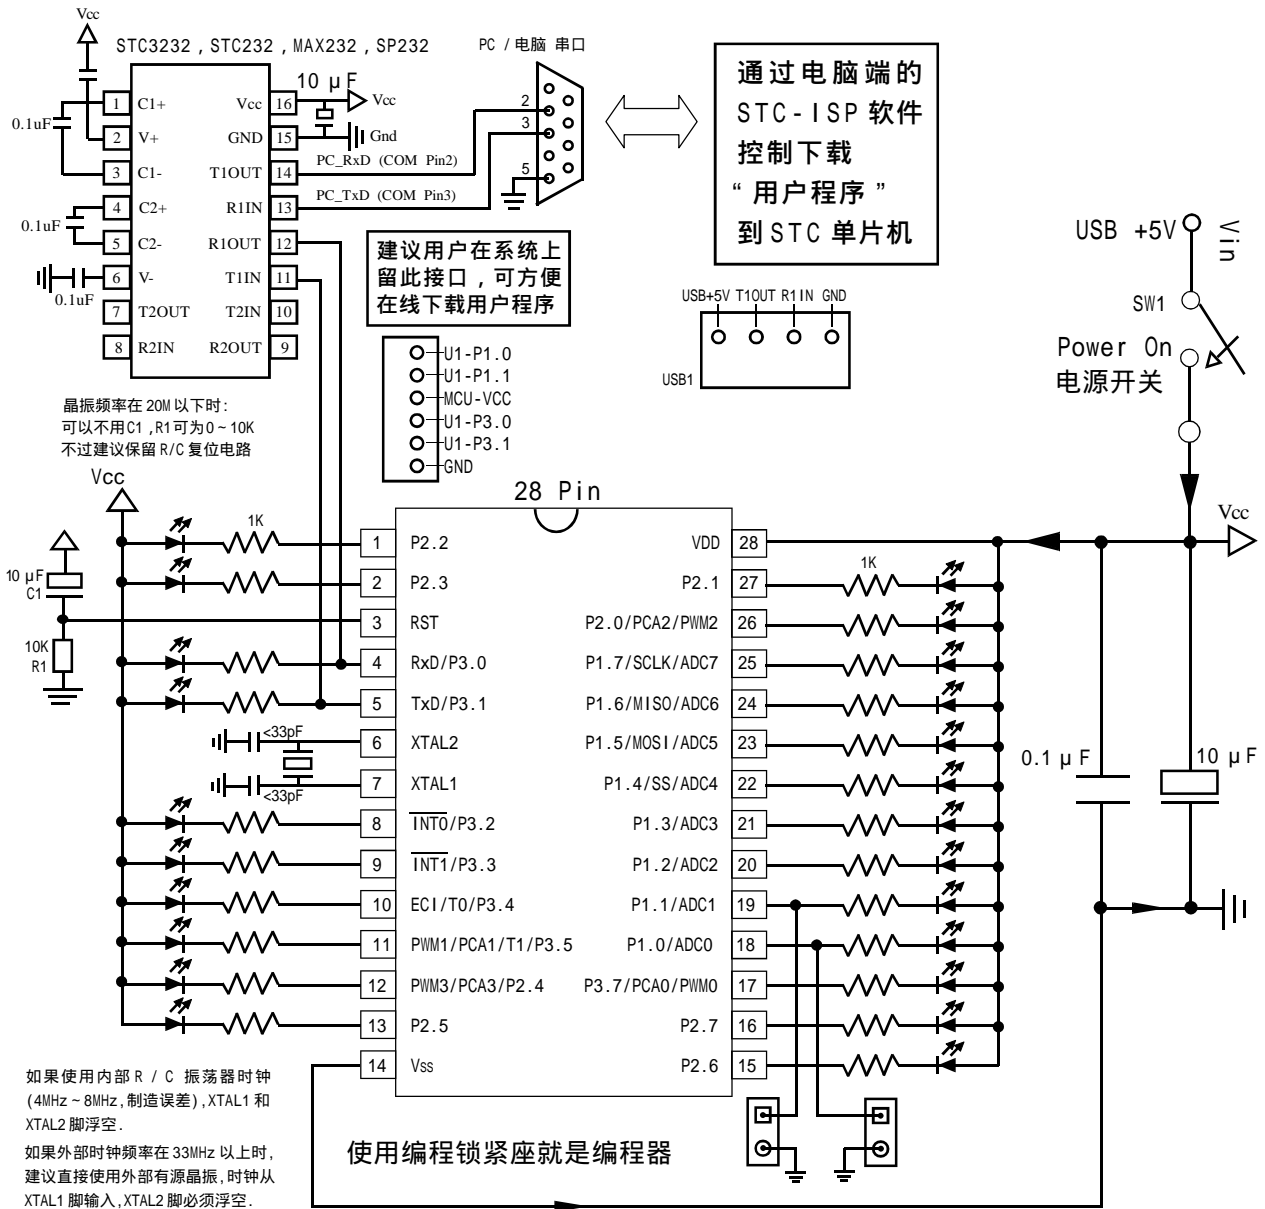 Vcc
STC3232 , STC232 , MAX232 , SP232
1 C1+
2 V+
3 C1-
4 C2+
5 C2-
6 V-
7 T2OUT
8 R2IN
Vcc 16
GND 15
T1OUT 14
R1IN 13
R1OUT 12
T1IN 11
T2IN 10
R2OUT 9
0.1uF
0.1uF
0.1uF
10 μF
Vcc
Gnd
PC_RxD (COM Pin2)
PC_TxD (COM Pin3)
PC / 电脑 串口
2
3
5
通过电脑端的
STC-ISP 软件
控制下载
“用户程序”
到 STC 单片机
建议用户在系统上
留此接口,可方便
在线下载用户程序
U1-P1.0
U1-P1.1
MCU-VCC
U1-P3.0
U1-P3.1
GND
USB+5V T1OUT R1IN GND
USB1
USB +5V
Vin
SW1
Power On
电源开关
Vcc
晶振频率在 20M 以下时:
可以不用C1 ,R1可为0~10K
不过建议保留 R/C 复位电路
Vcc
10 μF
C1
10K
R1
1K
<33pF
<33pF
28 Pin
1 P2.2
2 P2.3
3 RST
4 RxD/P3.0
5 TxD/P3.1
6 XTAL2
7 XTAL1
8 INT0/P3.2
9 INT1/P3.3
10 ECI/T0/P3.4
11 PWM1/PCA1/T1/P3.5
12 PWM3/PCA3/P2.4
13 P2.5
14 Vss
VDD 28
P2.1 27
P2.0/PCA2/PWM2 26
P1.7/SCLK/ADC7 25
P1.6/MISO/ADC6 24
P1.5/MOSI/ADC5 23
P1.4/SS/ADC4 22
P1.3/ADC3 21
P1.2/ADC2 20
P1.1/ADC1 19
P1.0/ADC0 18
P3.7/PCA0/PWM0 17
P2.7 16
P2.6 15
1K
0.1 μF
10 μF
如果使用内部 R / C 振荡器时钟
(4MHz~8MHz,制造误差),XTAL1 和
XTAL2 脚浮空.
如果外部时钟频率在 33MHz 以上时,
建议直接使用外部有源晶振,时钟从
XTAL1 脚输入,XTAL2 脚必须浮空.
使用编程锁紧座就是编程器